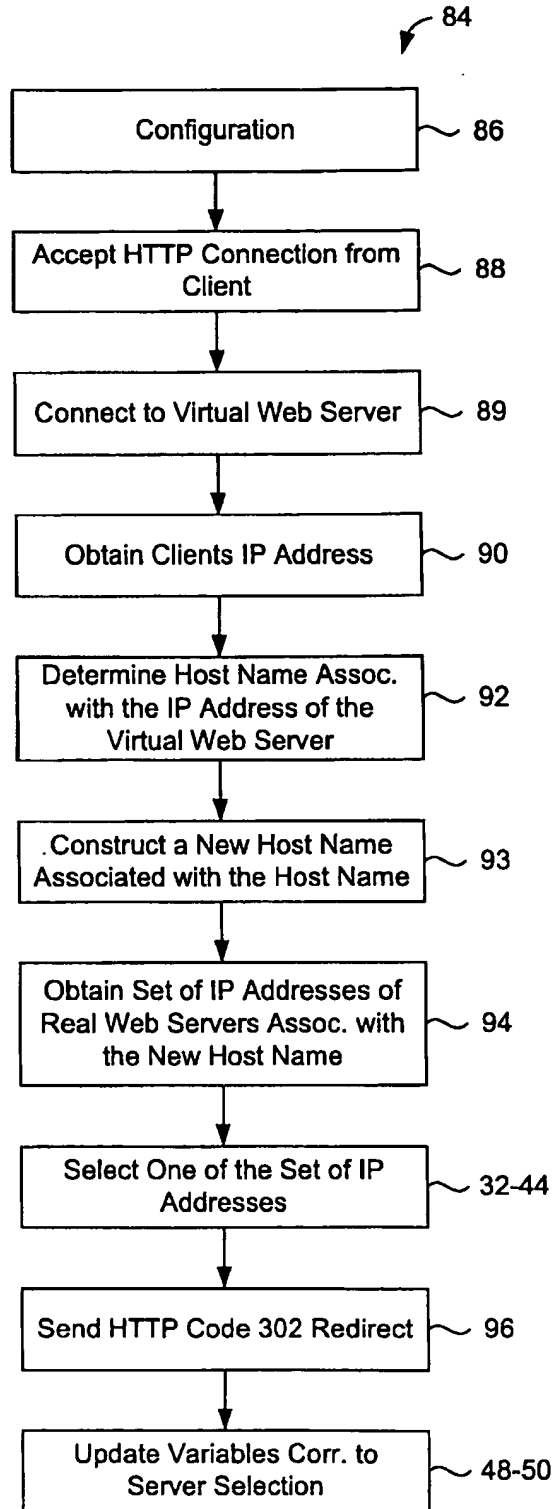 84
Configuration
86
Accept HTTP Connection from
Client
88
Connect to Virtual Web Server
89
Obtain Clients IP Address
90
Determine Host Name Assoc.
with the IP Address of the
Virtual Web Server
92
Construct a New Host Name
Associated with the Host Name
93
Obtain Set of IP Addresses of
Real Web Servers Assoc. with
the New Host Name
94
Select One of the Set of IP
Addresses
32-44
Send HTTP Code 302 Redirect
96
Update Variables Corr. to
Server Selection
48-50